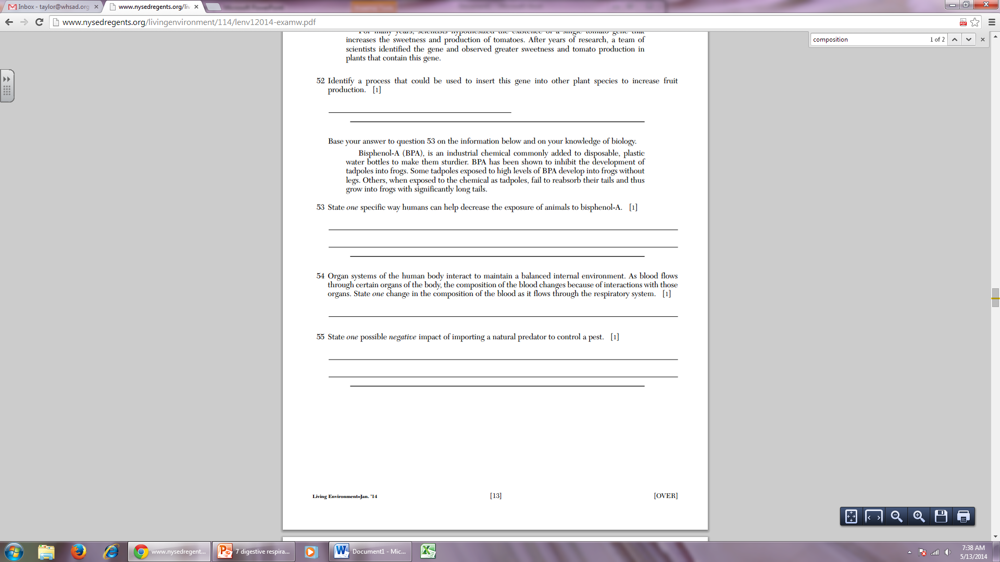 Inbox - taylor@whsad.org
www.nysedregents.org/liv
www.nysedregents.org/livingenvironment/114/lenv12014-examw.pdf
composition 1 of 2
For many years, scientists hypothesized the existence of a single tomato gene that
increases the sweetness and production of tomatoes. After years of research, a team of
scientists identified the gene and observed greater sweetness and tomato production in
plants that contain this gene.
52 Identify a process that could be used to insert this gene into other plant species to increase fruit
production. [1]
Base your answer to question 53 on the information below and on your knowledge of biology.
Bisphenol-A (BPA), is an industrial chemical commonly added to disposable, plastic
water bottles to make them sturdier. BPA has been shown to inhibit the development of
tadpoles into frogs. Some tadpoles exposed to high levels of BPA develop into frogs without
legs. Others, when exposed to the chemical as tadpoles, fail to reabsorb their tails and thus
grow into frogs with significantly long tails.
53 State one specific way humans can help decrease the exposure of animals to bisphenol-A. [1]
54 Organ systems of the human body interact to maintain a balanced internal environment. As blood flows
through certain organs of the body, the composition of the blood changes because of interactions with those
organs. State one change in the composition of the blood as it flows through the respiratory system. [1]
55 State one possible negative impact of importing a natural predator to control a pest. [1]
Living Environment–Jan. '14 [13] [OVER]
www.nysedregent...
7 digestive respira...
Document1 - Mic...
7:38 AM
5/13/2014